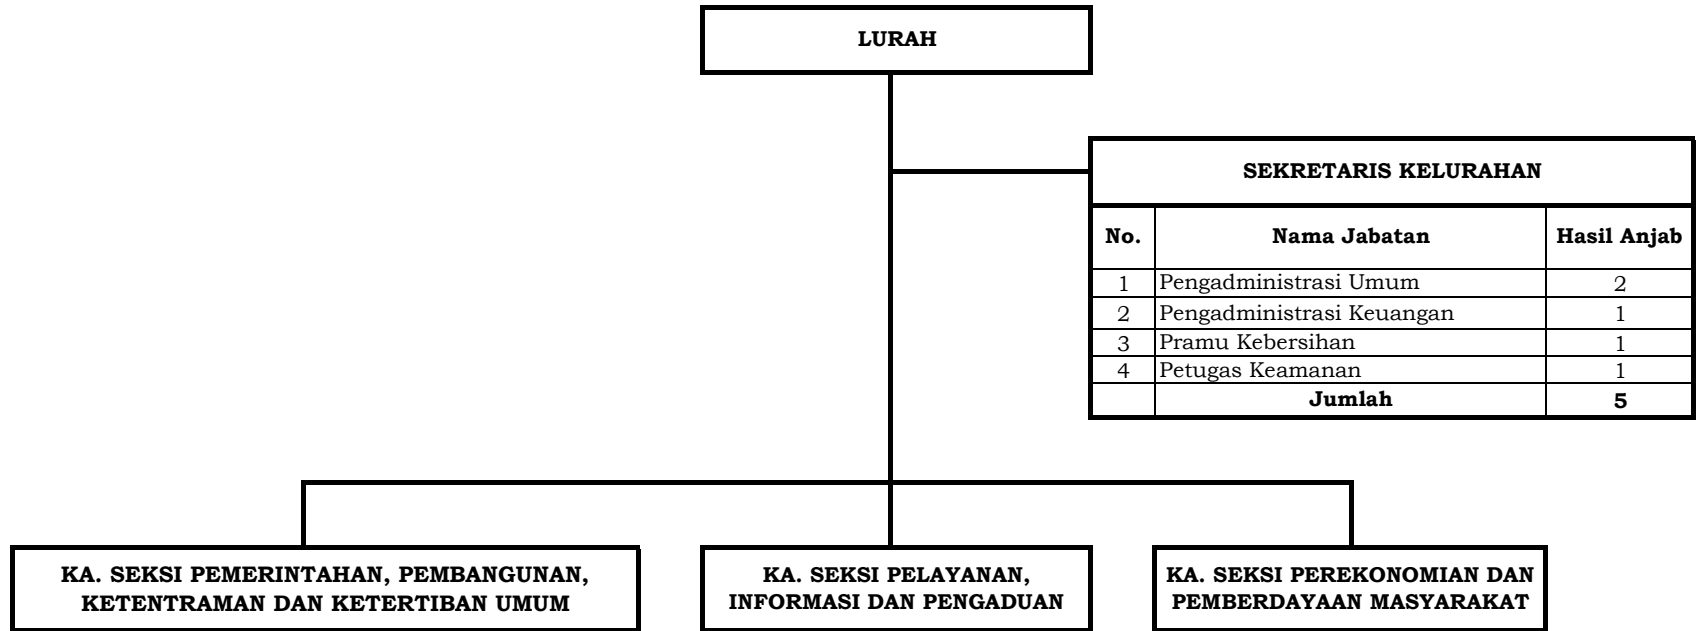 LURAH
SEKRETARIS KELURAHAN
No. Nama Jabatan Hasil Anjab
1 Pengadministrasi Umum 2
2 Pengadministrasi Keuangan 1
3 Pramu Kebersihan 1
4 Petugas Keamanan 1
Jumlah 5
KA. SEKSI PEMERINTAHAN, PEMBANGUNAN,
KETENTRAMAN DAN KETERTIBAN UMUM
KA. SEKSI PELAYANAN,
INFORMASI DAN PENGADUAN
KA. SEKSI PEREKONOMIAN DAN
PEMBERDAYAAN MASYARAKAT